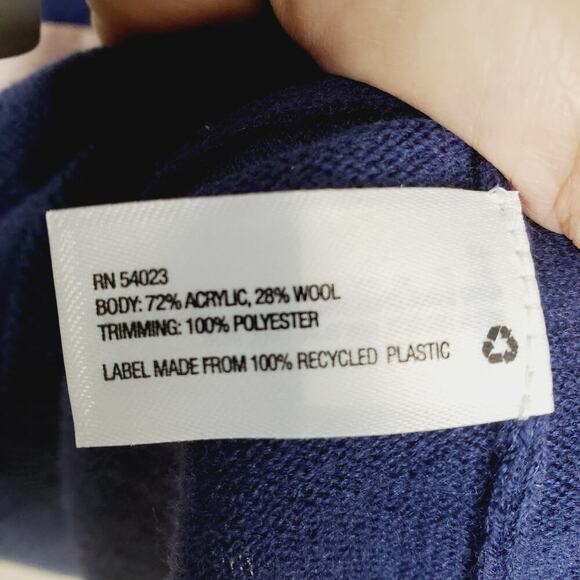 RN 54023
BODY: 72% ACRYLIC, 28% WOOL
TRIMMING: 100% POLYESTER
LABEL MADE FROM 100% RECYCLED PLASTIC